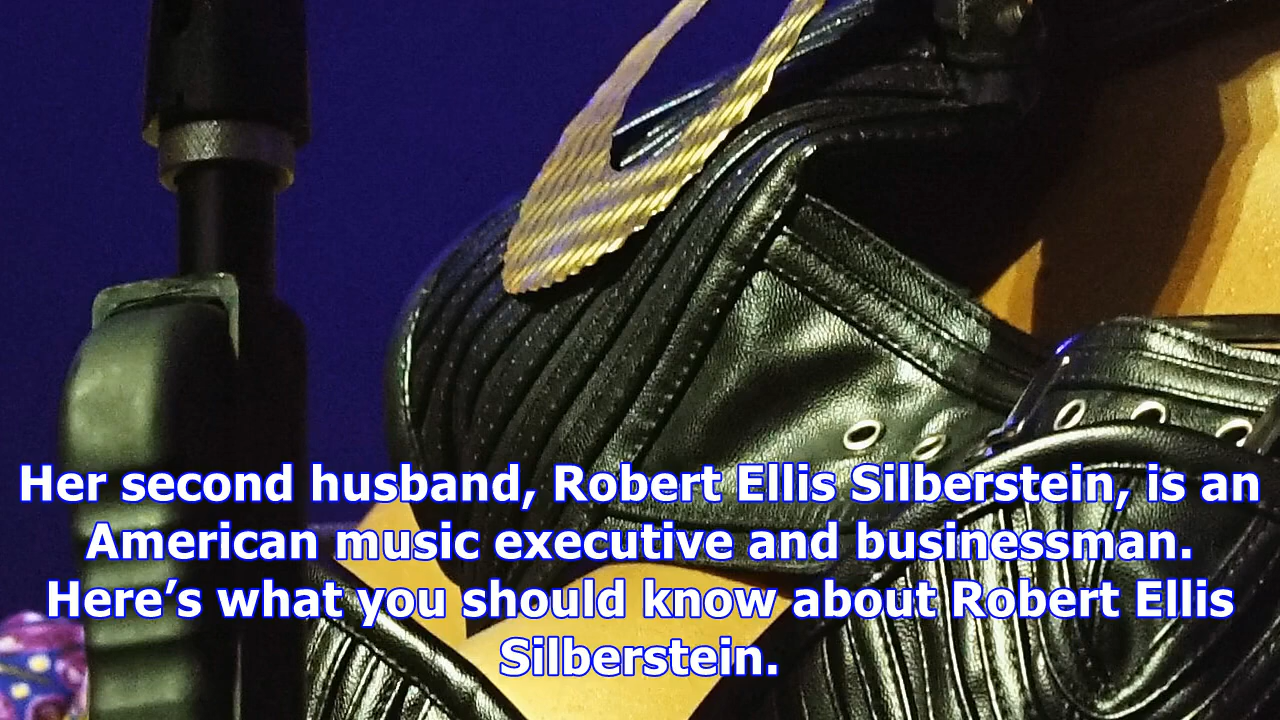 Her second husband, Robert Ellis Silberstein, is an
American music executive and businessman.
Here’s what you should know about Robert Ellis
Silberstein.